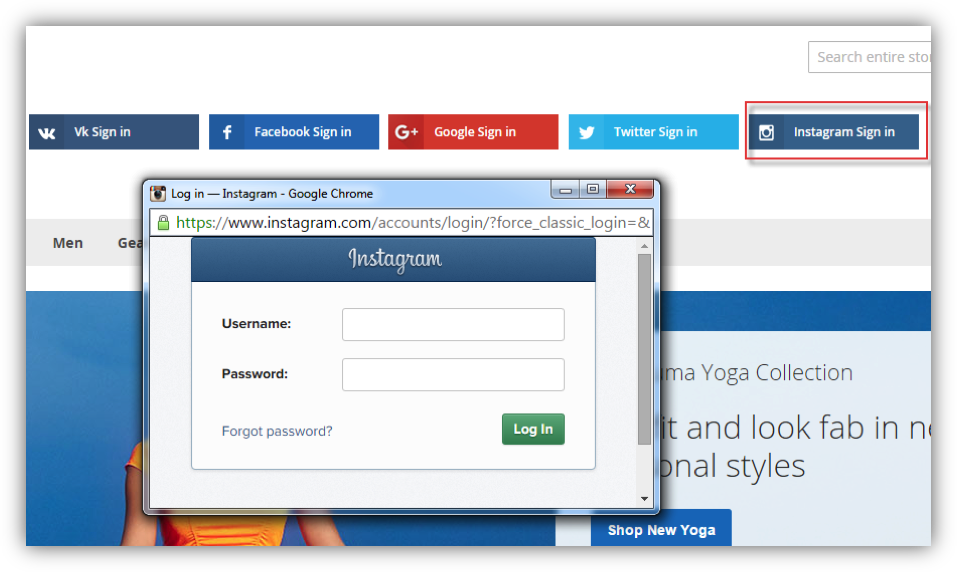 Search entire sto
Vk Sign in
Facebook Sign in
G+ Google Sign in
Twitter Sign in
Instagram Sign in
Log in — Instagram - Google Chrome
https://www.instagram.com/accounts/login/?force_classic_login=&
Men
Gea
Instagram
Username:
Password:
Forgot password?
Log In
ma Yoga Collection
it and look fab in ne
onal styles
Shop New Yoga